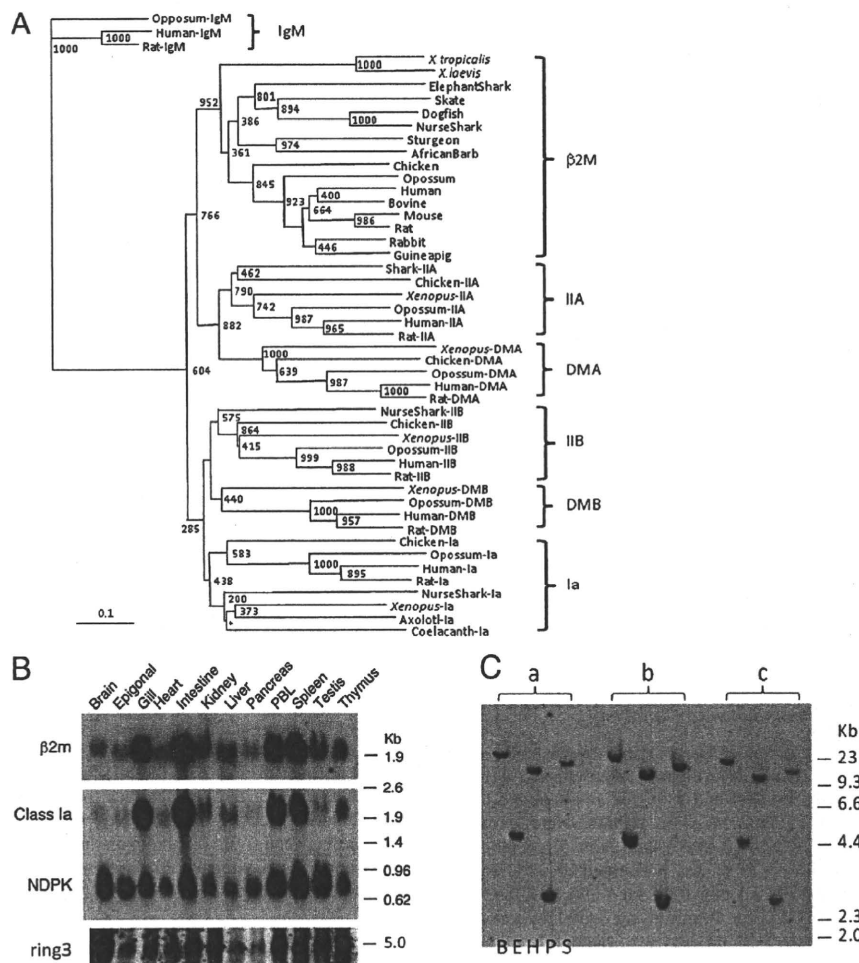 A
Opposum-IgM
Human-IgM
Rat-IgM
1000
1000
IgM
X tropicalis
X.laevis
1000
ElephantShark
Skate
Dogfish
NurseShark
Sturgeon
AfricanBarb
Chicken
Opossum
Human
Bovine
Mouse
Rat
Rabbit
Guineapig
952
801
894
1000
386
974
361
845
923
400
664
986
446
766
β2M
Shark-IIA
Chicken-IIA
Xenopus-IIA
Opossum-IIA
Human-IIA
Rat-IIA
462
790
742
987
965
882
IIA
Xenopus-DMA
Chicken-DMA
Opossum-DMA
Human-DMA
Rat-DMA
1000
639
987
1000
604
DMA
NurseShark-IIB
Chicken-IIB
Xenopus-IIB
Opossum-IIB
Human-IIB
Rat-IIB
575
864
415
999
988
IIB
Xenopus-DMB
Opossum-DMB
Human-DMB
Rat-DMB
440
1000
957
285
DMB
Chicken-Ia
Opossum-Ia
Human-Ia
Rat-Ia
NurseShark-Ia
Xenopus-Ia
Axolotl-Ia
Coelacanth-Ia
583
1000
895
438
200
373
*
Ia
0.1
B
Brain
Epigonal
Gill
Heart
Intestine
Kidney
Liver
Pancreas
PBL
Spleen
Testis
Thymus
Kb
β2m
1.9
2.6
Class Ia
1.9
1.4
0.96
NDPK
0.62
ring3
5.0
C
a
b
c
Kb
23
9.3
6.6
4.4
2.3
2.0
B E H P S